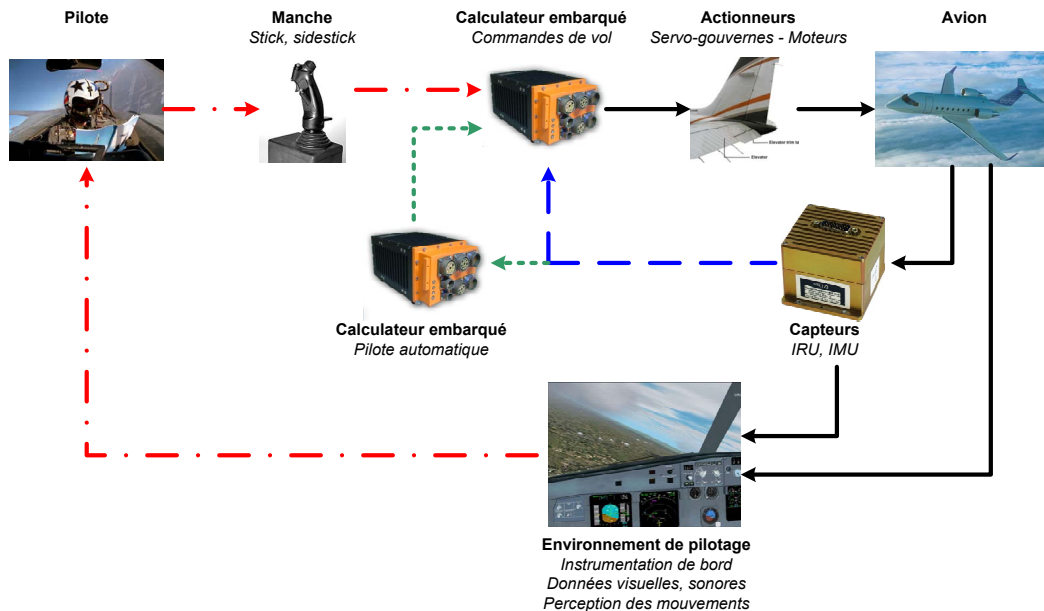 Pilote
Manche
Stick, sidestick
Calculateur embarqué
Commandes de vol
Actionneurs
Servo-gouvernes - Moteurs
Avion
Elevator
Calculateur embarqué
Pilote automatique
Capteurs
IRU, IMU
Environnement de pilotage
Instrumentation de bord
Données visuelles, sonores
Perception des mouvements